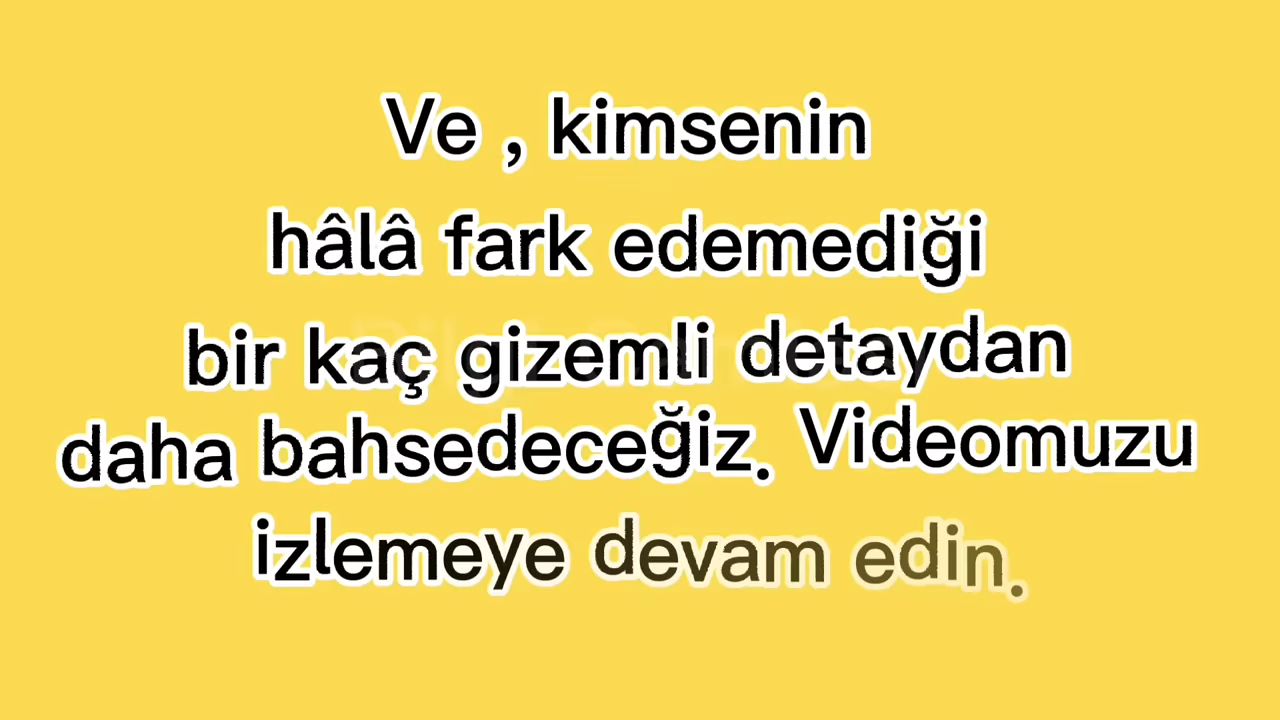 Ve , kimsenin
hâlâ fark edemediği
bir kaç gizemli detaydan
daha bahsedeceğiz. Videomuzu
izlemeye devam edin.